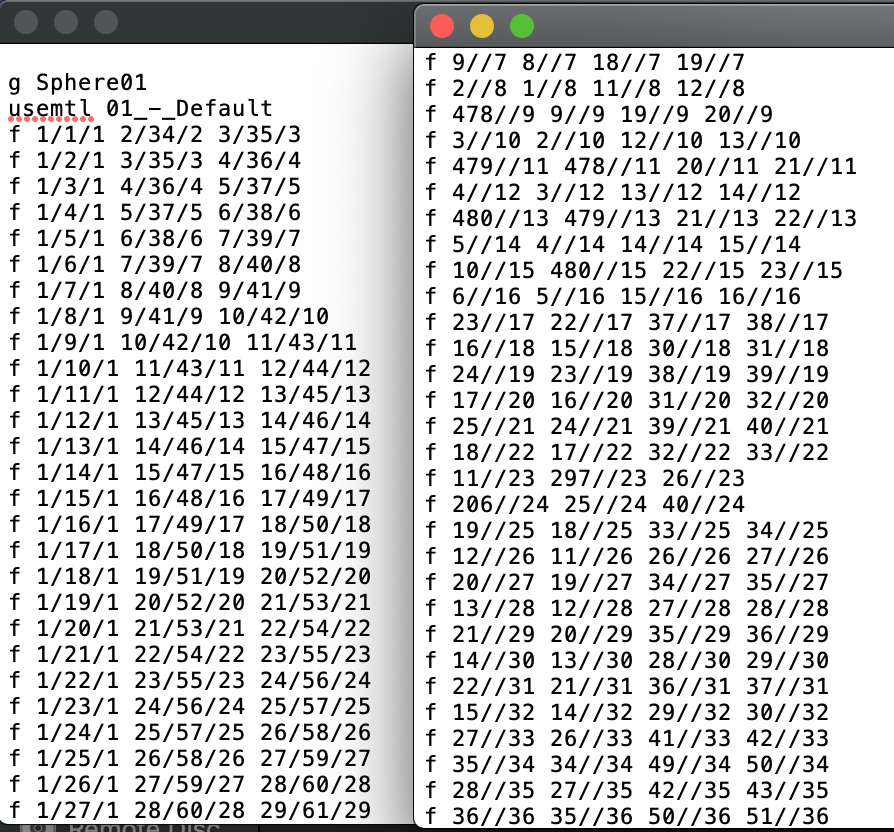 g Sphere01
usemtl 01_-_Default
f 1/1/1 2/34/2 3/35/3
f 1/2/1 3/35/3 4/36/4
f 1/3/1 4/36/4 5/37/5
f 1/4/1 5/37/5 6/38/6
f 1/5/1 6/38/6 7/39/7
f 1/6/1 7/39/7 8/40/8
f 1/7/1 8/40/8 9/41/9
f 1/8/1 9/41/9 10/42/10
f 1/9/1 10/42/10 11/43/11
f 1/10/1 11/43/11 12/44/12
f 1/11/1 12/44/12 13/45/13
f 1/12/1 13/45/13 14/46/14
f 1/13/1 14/46/14 15/47/15
f 1/14/1 15/47/15 16/48/16
f 1/15/1 16/48/16 17/49/17
f 1/16/1 17/49/17 18/50/18
f 1/17/1 18/50/18 19/51/19
f 1/18/1 19/51/19 20/52/20
f 1/19/1 20/52/20 21/53/21
f 1/20/1 21/53/21 22/54/22
f 1/21/1 22/54/22 23/55/23
f 1/22/1 23/55/23 24/56/24
f 1/23/1 24/56/24 25/57/25
f 1/24/1 25/57/25 26/58/26
f 1/25/1 26/58/26 27/59/27
f 1/26/1 27/59/27 28/60/28
f 1/27/1 28/60/28 29/61/29
Remote Disc
f 9//7 8//7 18//7 19//7
f 2//8 1//8 11//8 12//8
f 478//9 9//9 19//9 20//9
f 3//10 2//10 12//10 13//10
f 479//11 478//11 20//11 21//11
f 4//12 3//12 13//12 14//12
f 480//13 479//13 21//13 22//13
f 5//14 4//14 14//14 15//14
f 10//15 480//15 22//15 23//15
f 6//16 5//16 15//16 16//16
f 23//17 22//17 37//17 38//17
f 16//18 15//18 30//18 31//18
f 24//19 23//19 38//19 39//19
f 17//20 16//20 31//20 32//20
f 25//21 24//21 39//21 40//21
f 18//22 17//22 32//22 33//22
f 11//23 297//23 26//23
f 206//24 25//24 40//24
f 19//25 18//25 33//25 34//25
f 12//26 11//26 26//26 27//26
f 20//27 19//27 34//27 35//27
f 13//28 12//28 27//28 28//28
f 21//29 20//29 35//29 36//29
f 14//30 13//30 28//30 29//30
f 22//31 21//31 36//31 37//31
f 15//32 14//32 29//32 30//32
f 27//33 26//33 41//33 42//33
f 35//34 34//34 49//34 50//34
f 28//35 27//35 42//35 43//35
f 36//36 35//36 50//36 51//36